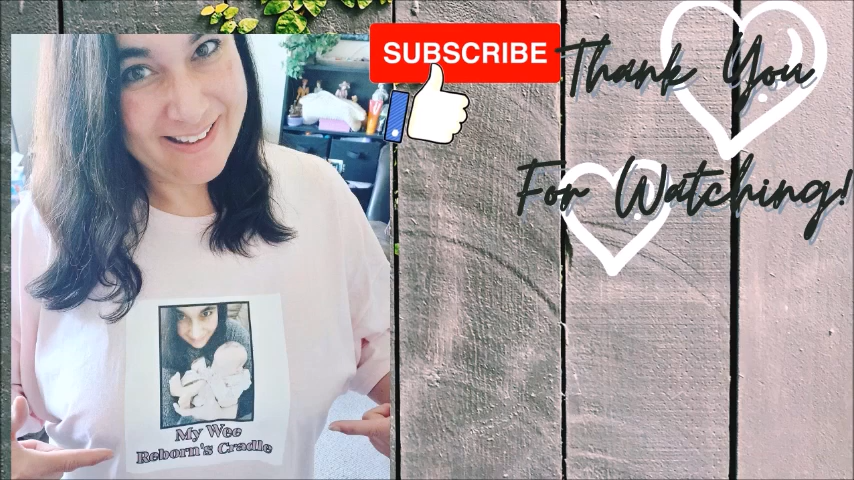 SUBSCRIBE
Thank You
For Watching!
My Wee
Reborn's Cradle